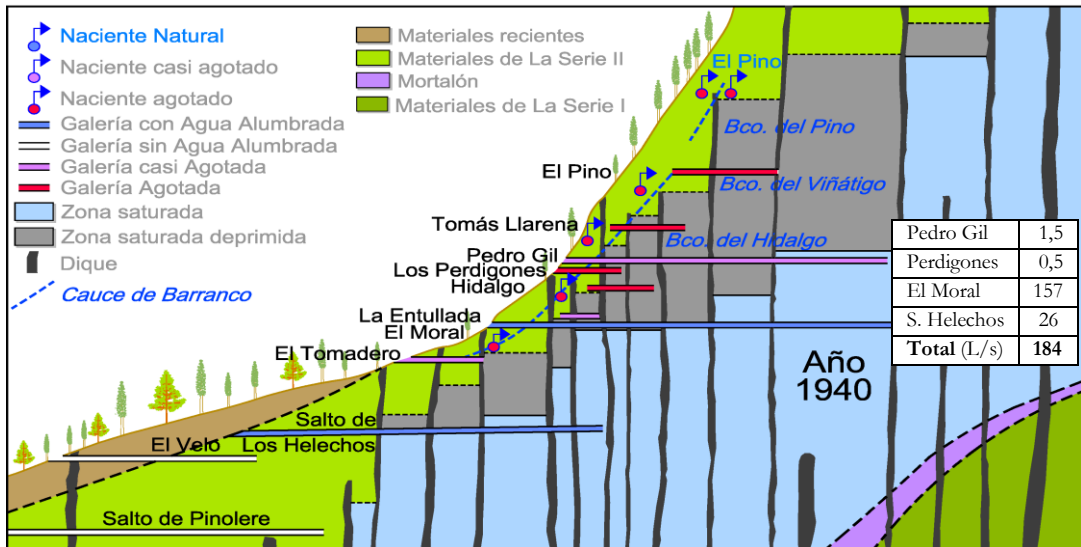 Naciente Natural
Naciente casi agotado
Naciente agotado
Galería con Agua Alumbrada
Galería sin Agua Alumbrada
Galería casi Agotada
Galería Agotada
Zona saturada
Zona saturada deprimida
Dique
Cauce de Barranco
Materiales recientes
Materiales de La Serie II
Mortalón
Materiales de La Serie I
El Pino
Bco. del Pino
El Pino
Bco. del Viñátigo
Tomás Llarena
Bco. del Hidalgo
Pedro Gil
Los Perdigones
Hidalgo
La Entullada
El Moral
El Tomadero
Salto de
Los Helechos
El Velo
Salto de Pinolere
Año
1940
Pedro Gil 1,5
Perdigones 0,5
El Moral 157
S. Helechos 26
Total (L/s) 184